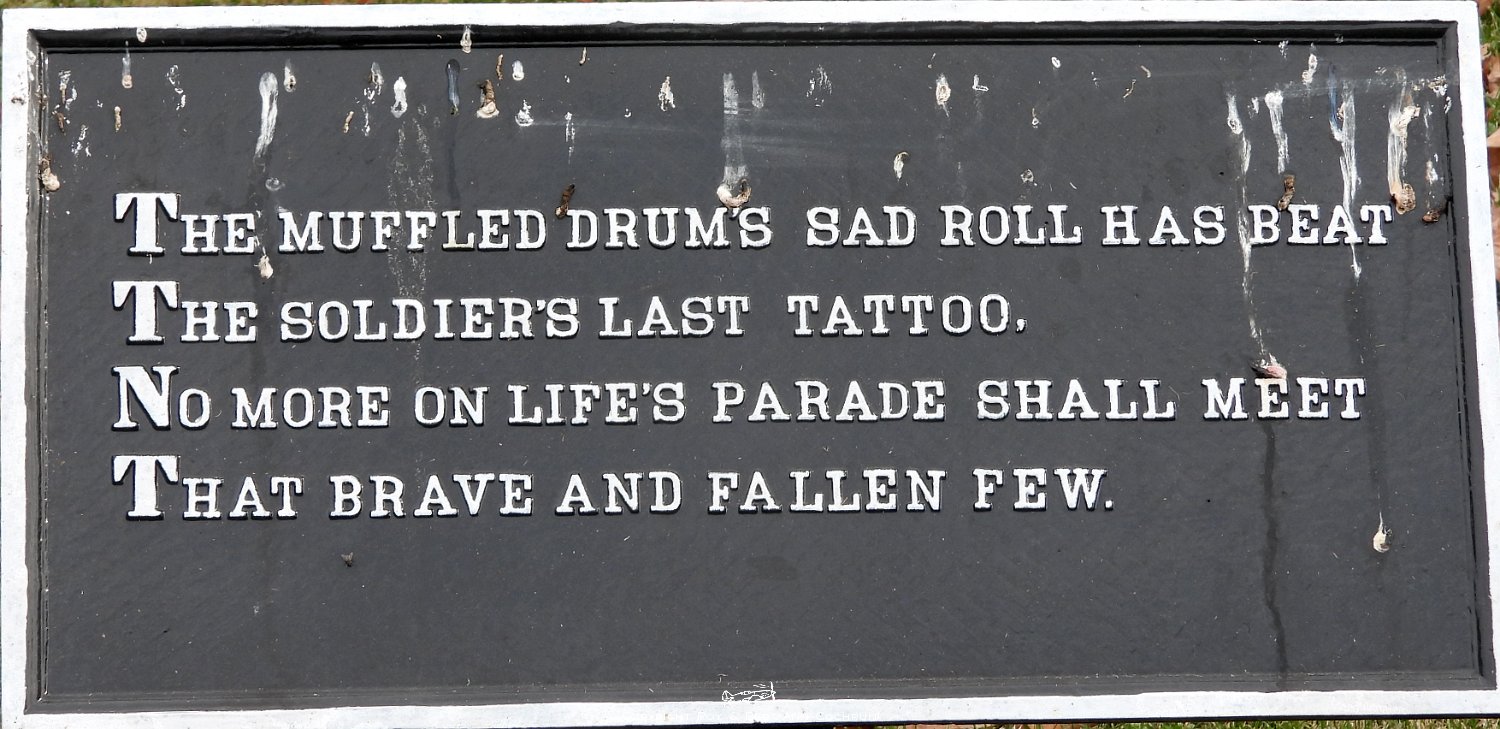 THE MUFFLED DRUM'S SAD ROLL HAS BEAT
THE SOLDIER'S LAST TATTOO,
NO MORE ON LIFE'S PARADE SHALL MEET
THAT BRAVE AND FALLEN FEW.